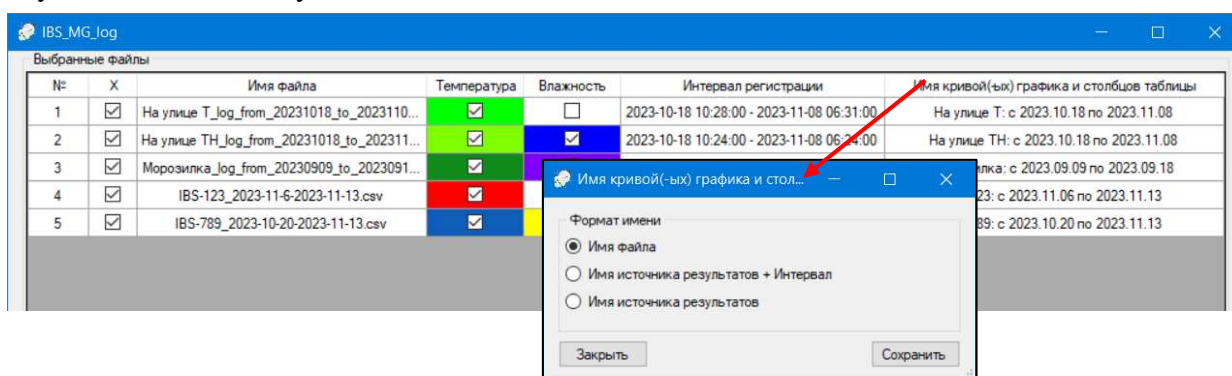 IBS_MG_log
Выбранные файлы
№ X Имя файла Температура Влажность Интервал регистрации Имя кривой(-ых) графика и столбцов таблицы
1 На улице T_log_from_20231018_to_2023110... 2023-10-18 10:28:00 - 2023-11-08 06:31:00 На улице T: с 2023.10.18 по 2023.11.08
2 На улице TH_log_from_20231018_to_202311... 2023-10-18 10:24:00 - 2023-11-08 06:24:00 На улице TH: с 2023.10.18 по 2023.11.08
3 Морозилка_log_from_20230909_to_2023091... илка: с 2023.09.09 по 2023.09.18
4 IBS-123_2023-11-6-2023-11-13.csv 23: с 2023.11.06 по 2023.11.13
5 IBS-789_2023-10-20-2023-11-13.csv 89: с 2023.10.20 по 2023.11.13
Имя кривой(-ых) графика и стол...
Формат имени
Имя файла
Имя источника результатов + Интервал
Имя источника результатов
Закрыть Сохранить